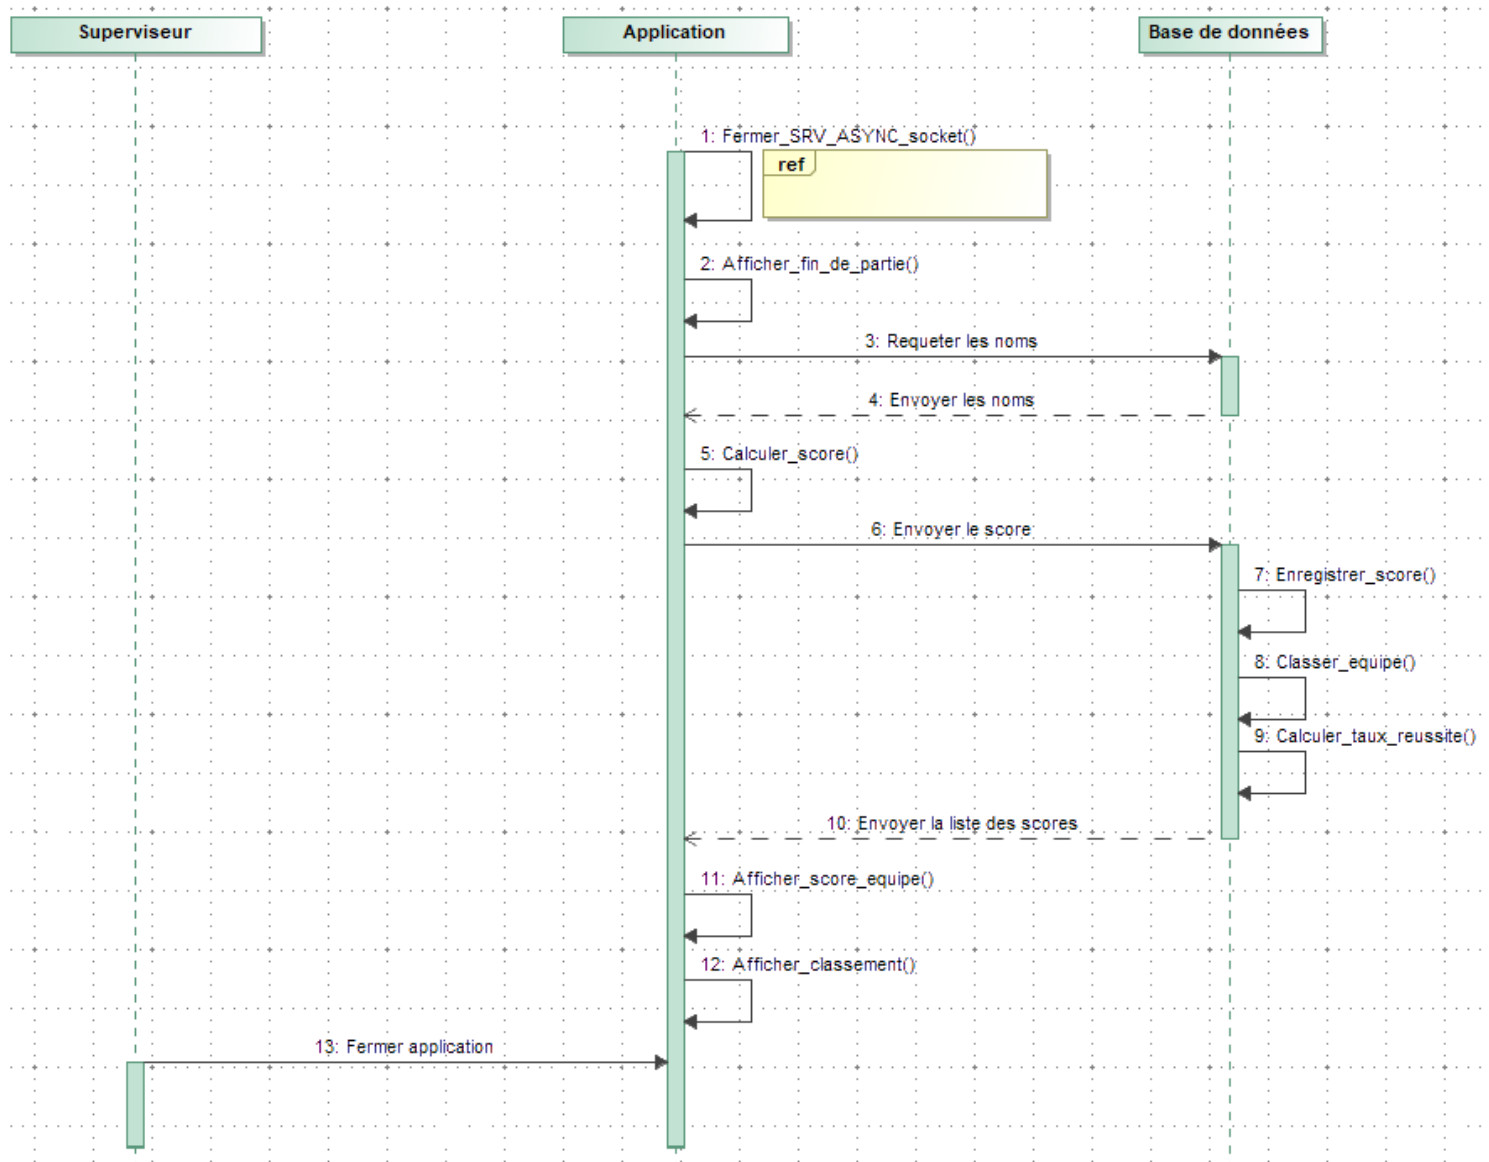 Superviseur
Application
Base de données
1: Fermer_SRV_ASYNC_socket()
ref
2: Afficher_fin_de_partie()
3: Requeter les noms
4: Envoyer les noms
5: Calculer_score()
6: Envoyer le score
7: Enregistrer_score()
8: Classer_equipe()
9: Calculer_taux_reussite()
10: Envoyer la liste des scores
11: Afficher_score_equipe()
12: Afficher_classement()
13: Fermer application